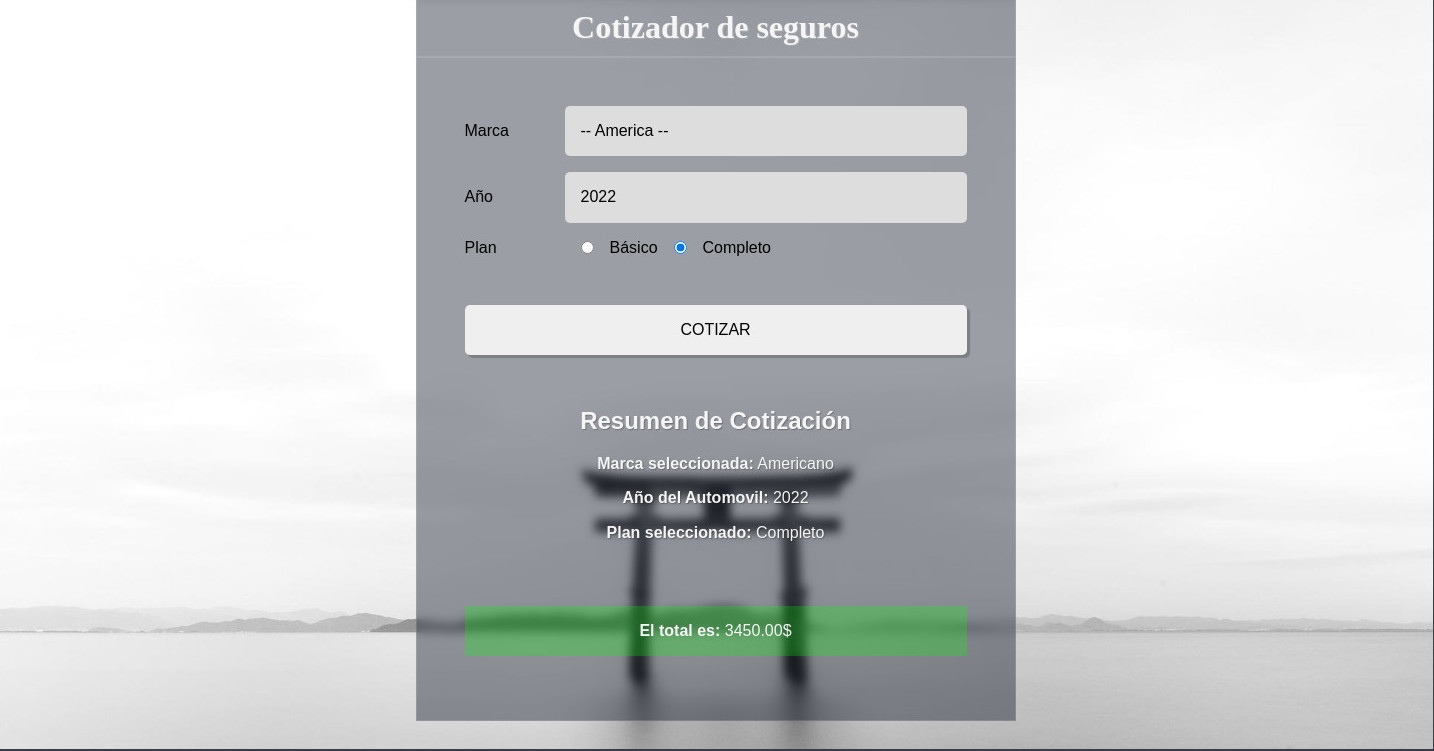 Cotizador de seguros
Marca
-- America --
Año
2022
Plan
Básico
Completo
COTIZAR
Resumen de Cotización
Marca seleccionada: Americano
Año del Automovil: 2022
Plan seleccionado: Completo
El total es: 3450.00$